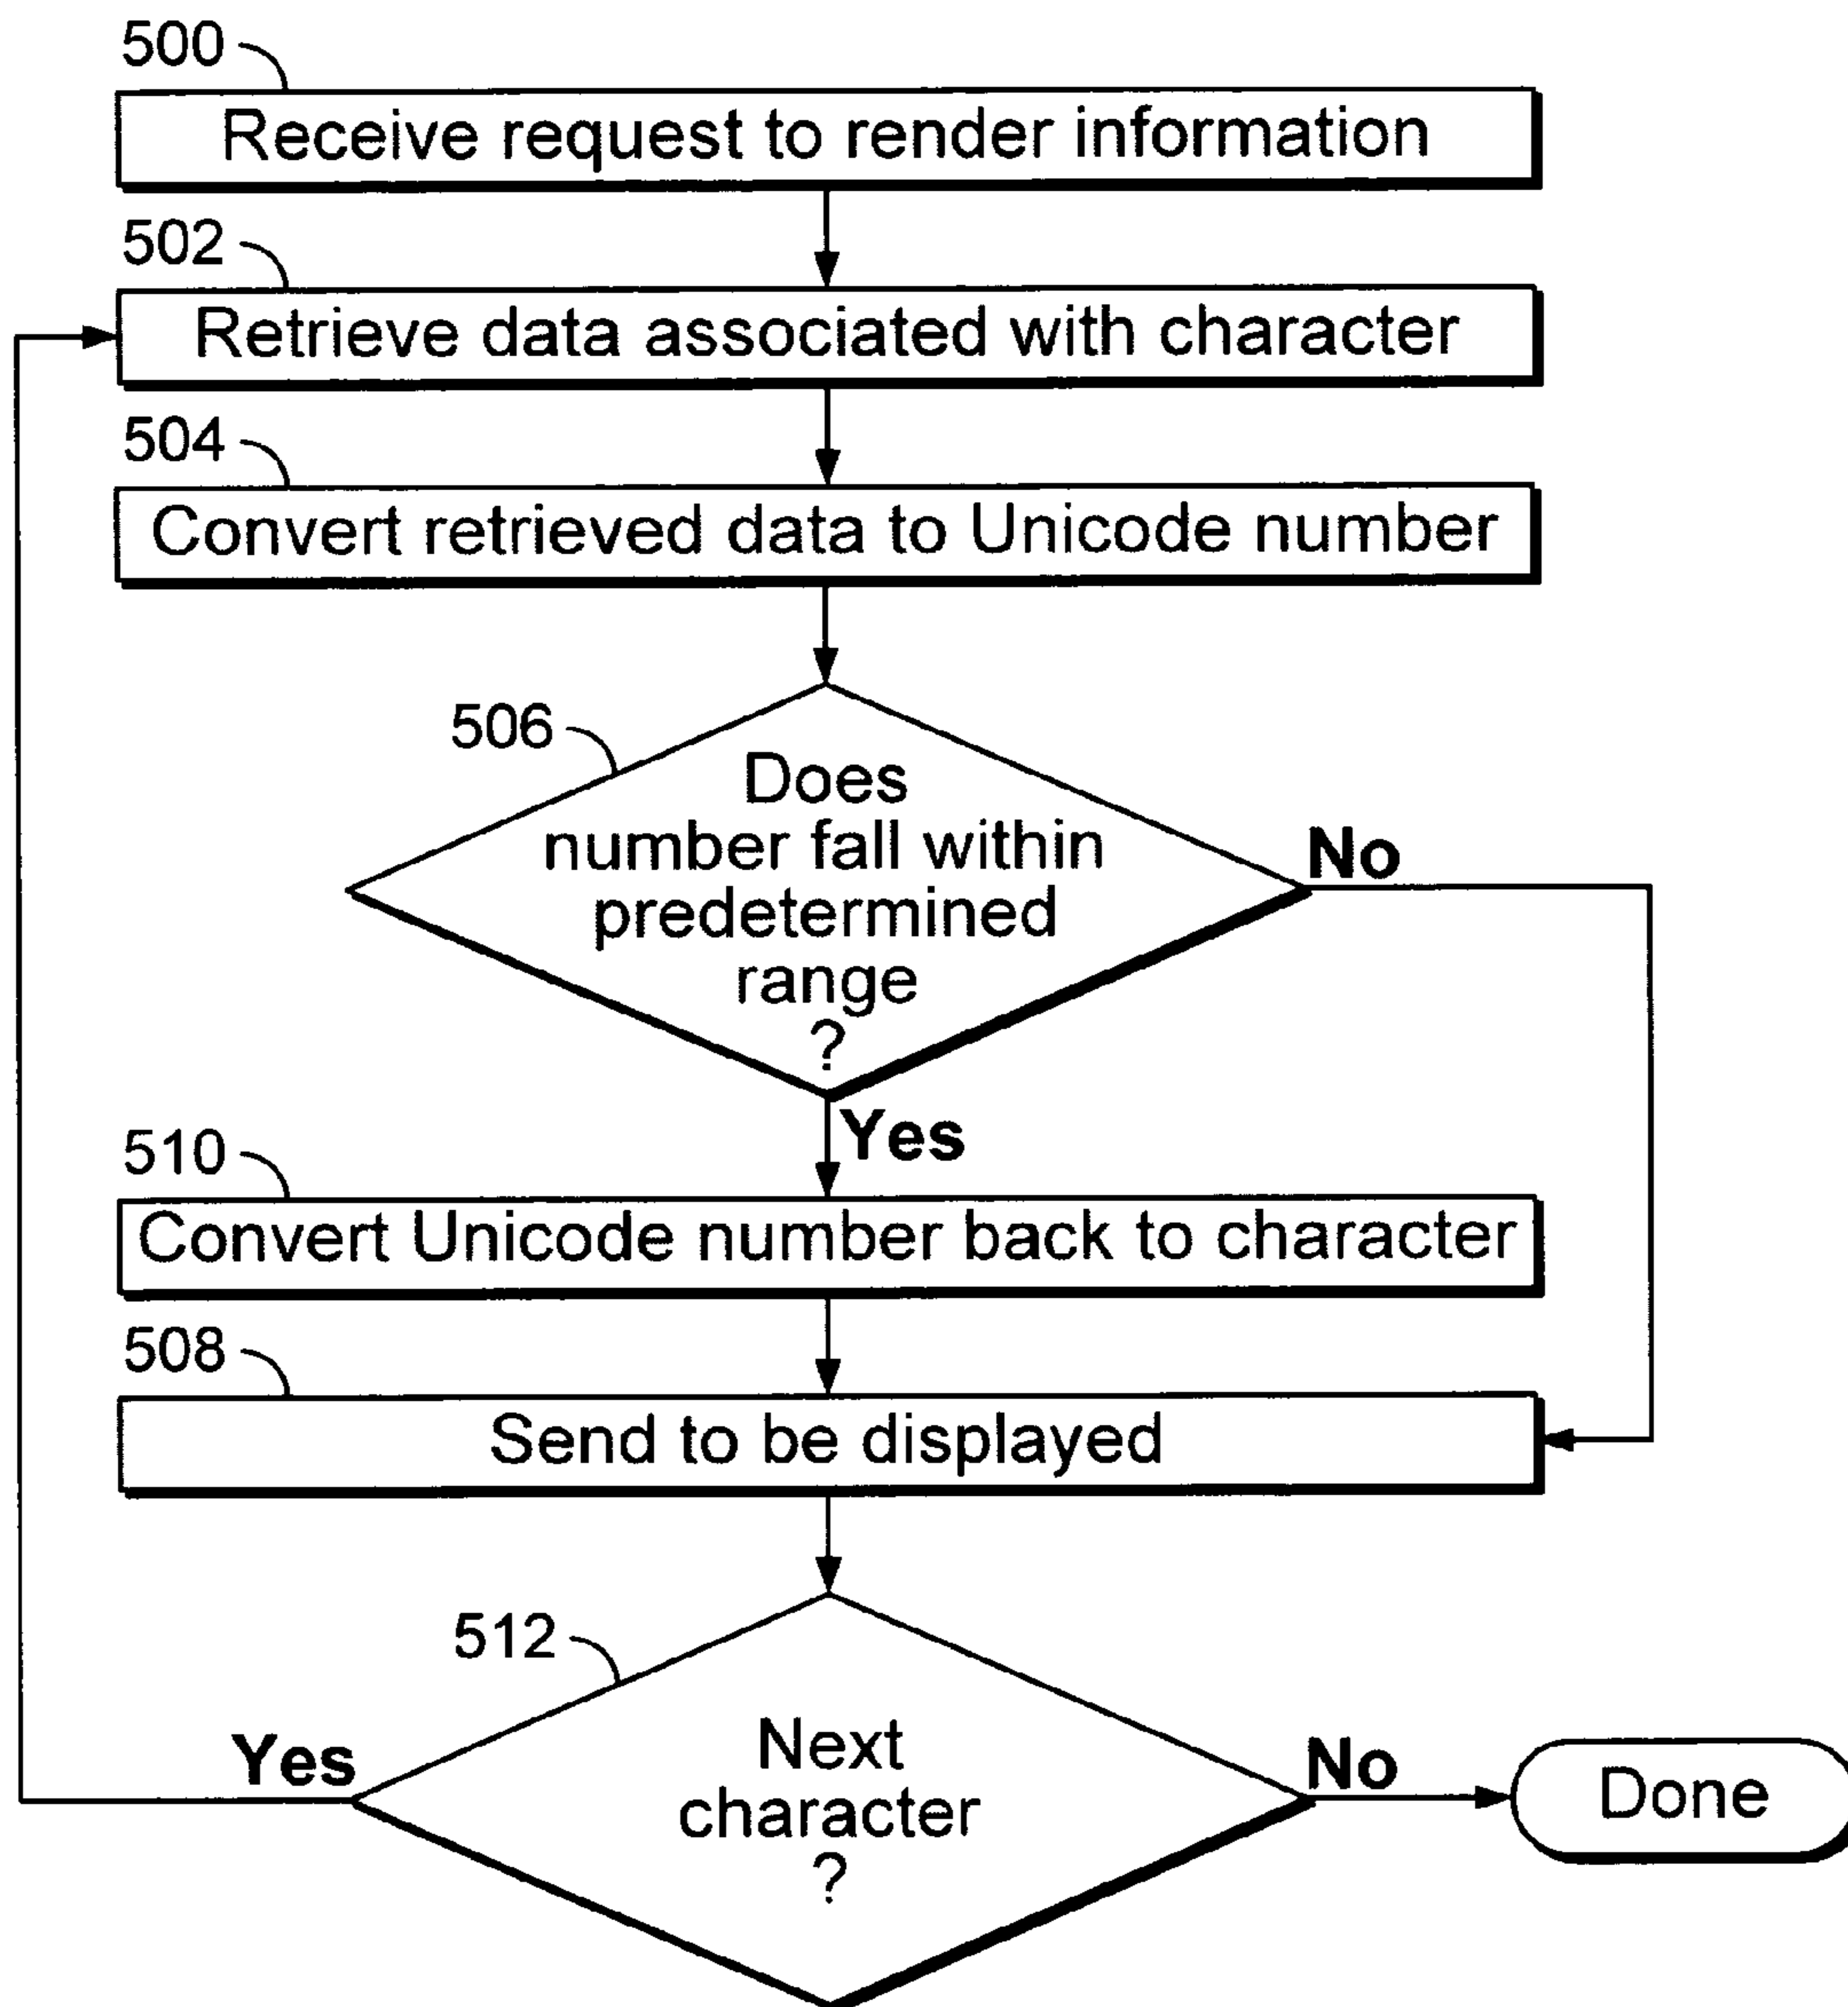 500
Receive request to render information
502
Retrieve data associated with character
504
Convert retrieved data to Unicode number
506
Does
number fall within
predetermined
range
?
No
Yes
510
Convert Unicode number back to character
508
Send to be displayed
512
Next
character
?
Yes
No
Done